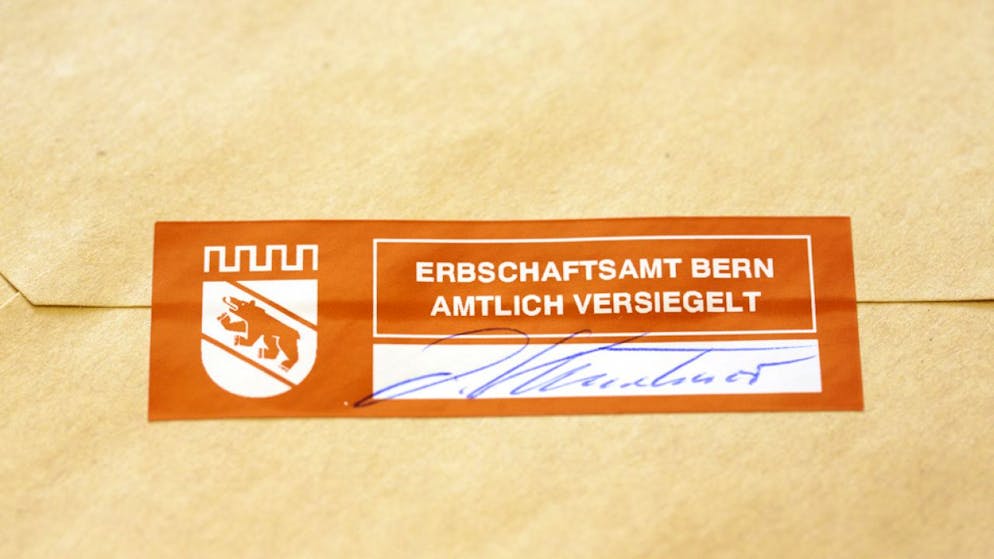 ERBSCHAFTSAMT BERN
AMTLICH VERSIEGELT